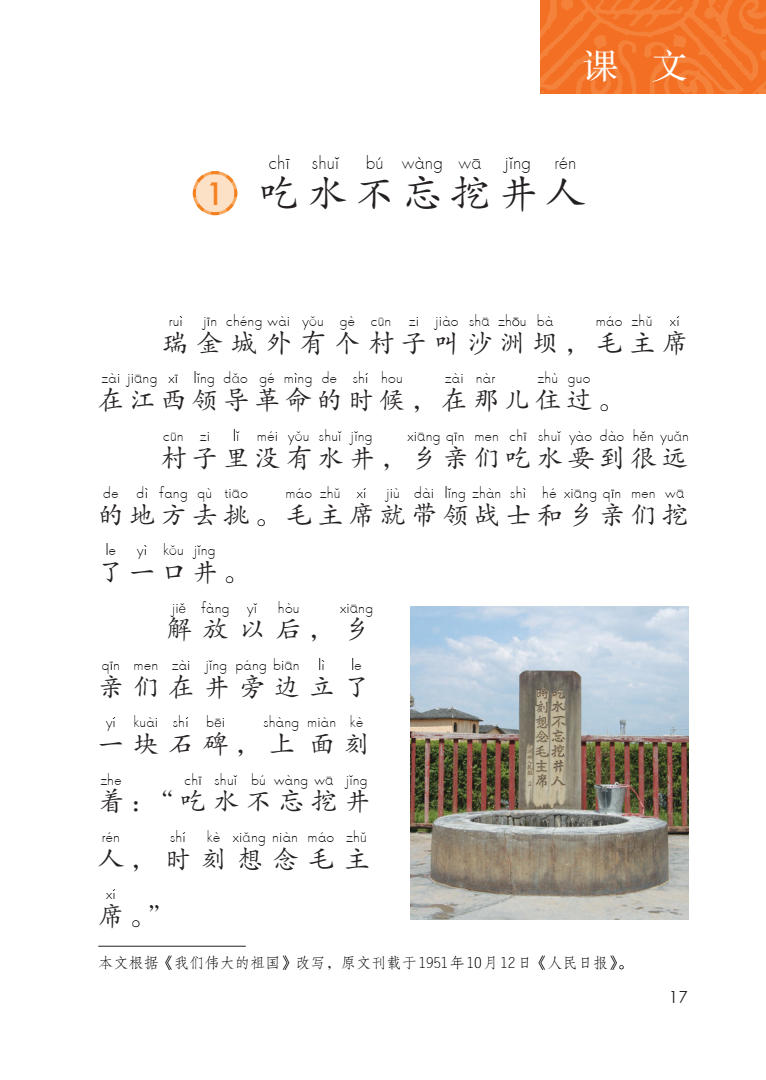 课 文
chī shuǐ bú wàng wā jǐng rén
1 吃水不忘挖井人
ruì jīn chéng wài yǒu gè cūn zi jiào shā zhōu bà máo zhǔ xí
瑞金城外有个村子叫沙洲坝，毛主席
zài jiāng xī lǐng dǎo gé mìng de shí hou zài nàr zhù guo
在江西领导革命的时候，在那儿住过。
cūn zi lǐ méi yǒu shuǐ jǐng xiāng qīn men chī shuǐ yào dào hěn yuǎn
村子里没有水井，乡亲们吃水要到很远
de dì fang qù tiāo máo zhǔ xí jiù dài lǐng zhàn shì hé xiāng qīn men wā
的地方去挑。毛主席就带领战士和乡亲们挖
le yì kǒu jǐng
了一口井。
jiě fàng yǐ hòu xiāng
解放以后，乡
qīn men zài jǐng páng biān lì le
亲们在井旁边立了
yí kuài shí bēi shàng miàn kè
一块石碑，上面刻
zhe chī shuǐ bú wàng wā jǐng
着：“吃水不忘挖井
rén shí kè xiǎng niàn máo zhǔ
人，时刻想念毛主
xí
席。”
吃水不忘挖井人
时刻想念毛主席
本文根据《我们伟大的祖国》改写，原文刊载于1951年10月12日《人民日报》。
17